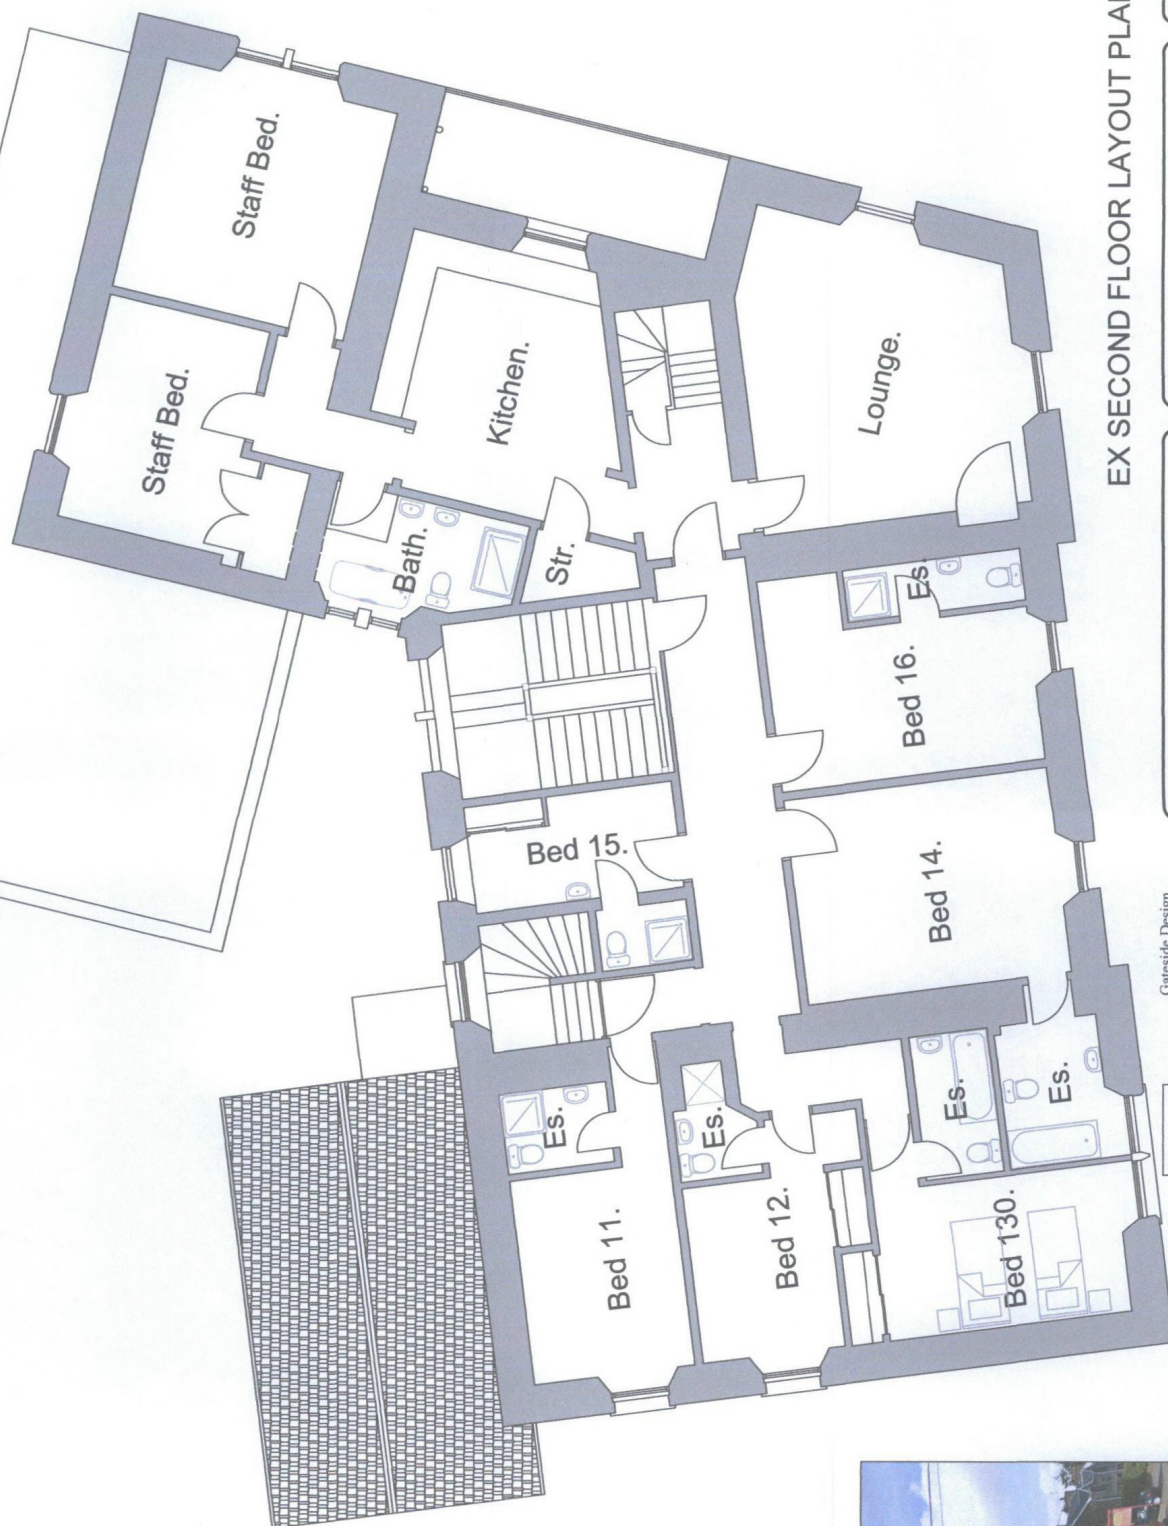 Staff Bed.
Staff Bed.
Kitchen.
Bath.
Str.
Lounge.
Es.
Bed 16.
Bed 15.
Bed 14.
Es.
Bed 11.
Es.
Bed 12.
Es.
Es.
Bed 130.
EX SECOND FLOOR LAYOUT PLA
Gateside Design